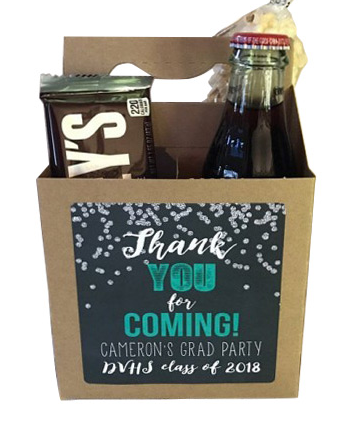 Y'S
220
Thank
YOU
for
COMING!
CAMERON'S GRAD PARTY
DVHS class of 2018